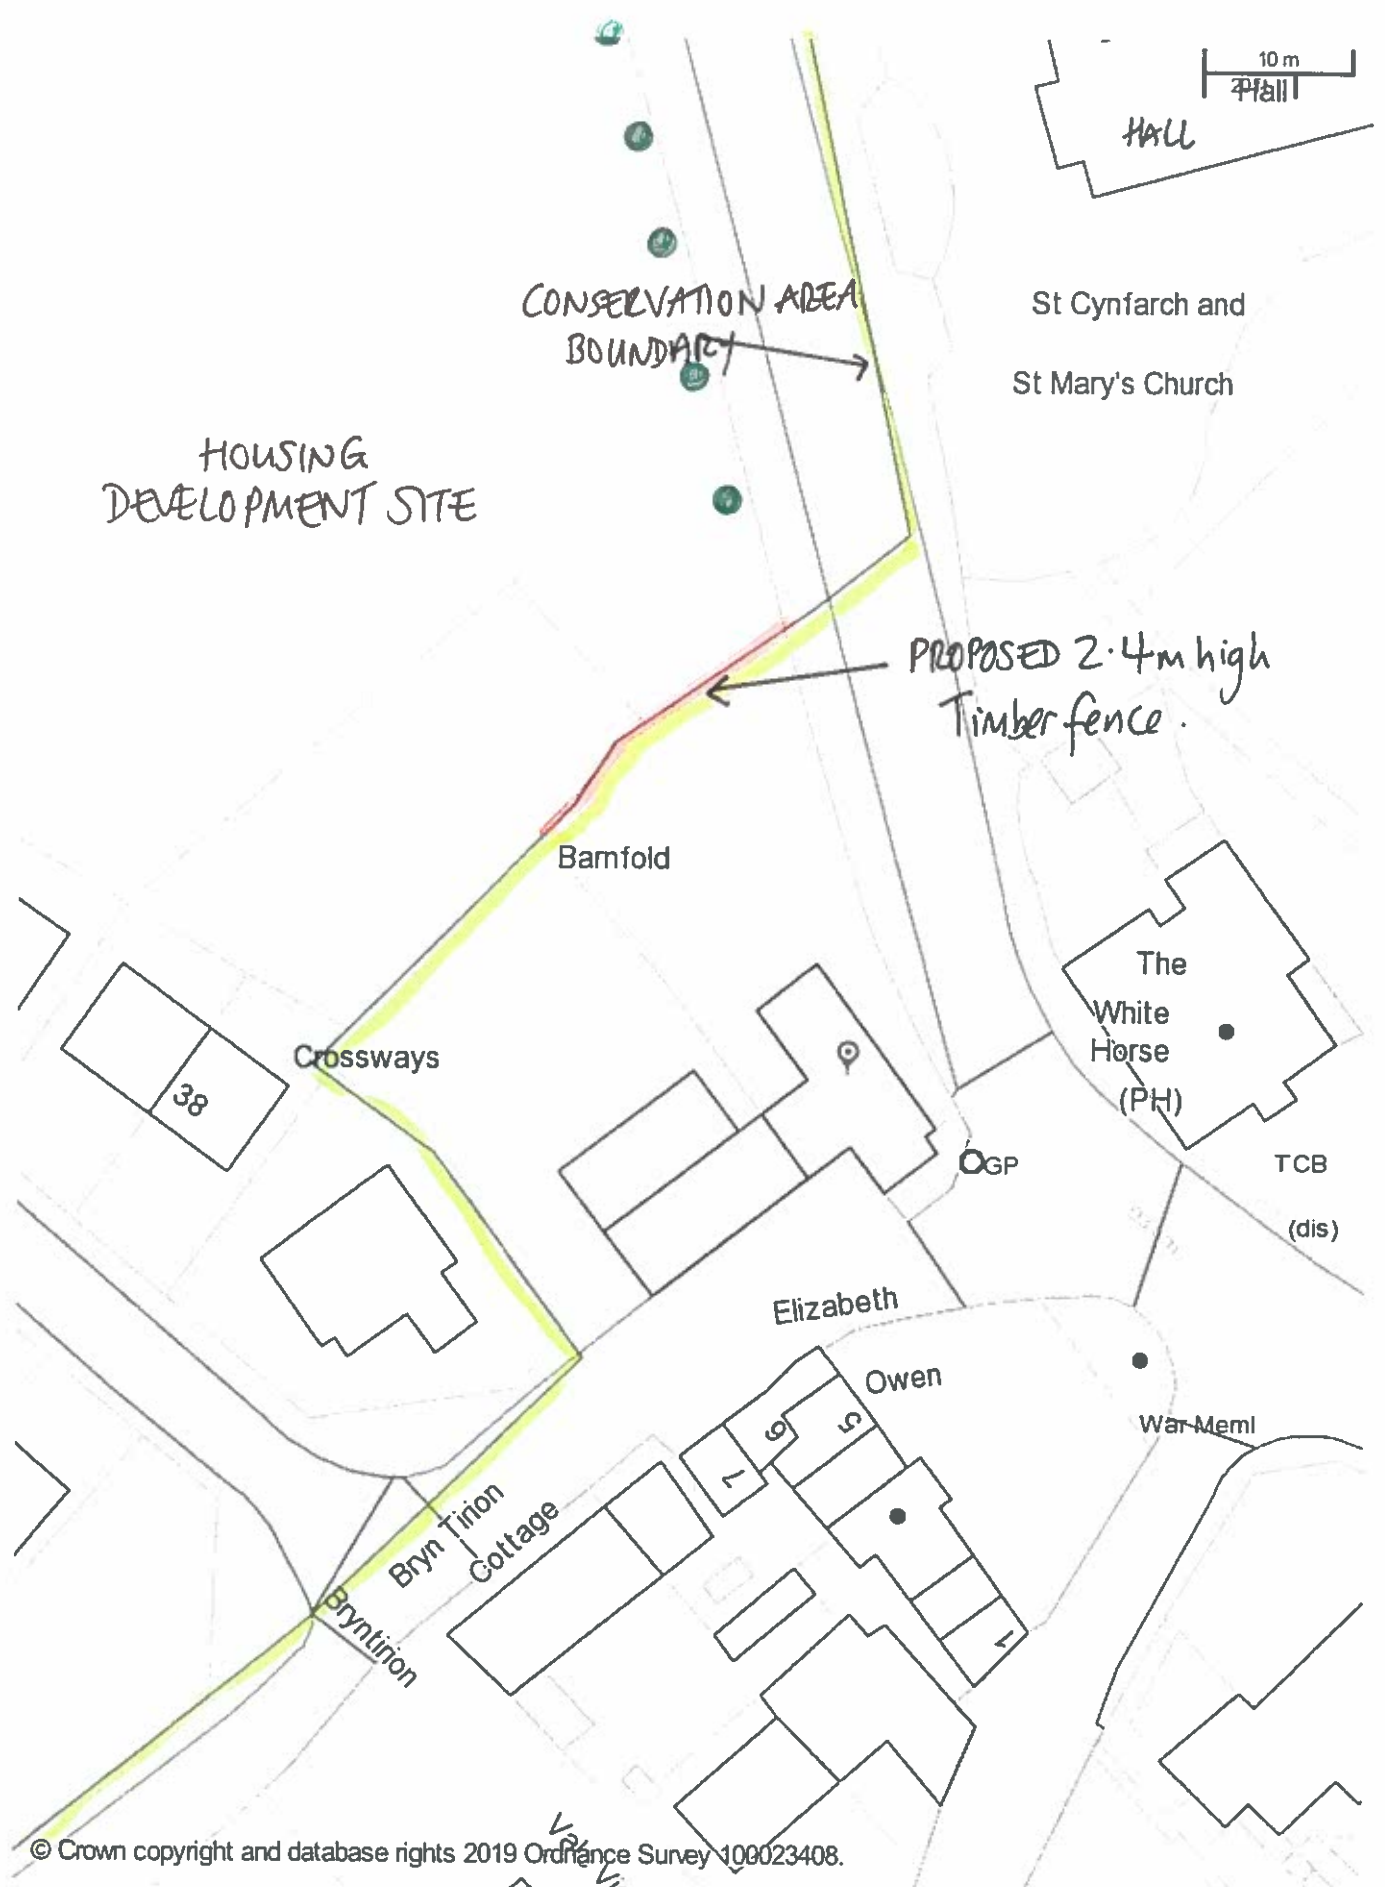 10 m
Hall
HALL
CONSERVATION AREA
BOUNDARY
St Cynfarch and
St Mary's Church
HOUSING
DEVELOPMENT SITE
PROPOSED 2.4m high
Timber fence.
Barnfold
The
White
Horse
(PH)
Crossways
38
GP
TCB
(dis)
Elizabeth
Owen
War Meml
5
6
7
1
Bryn Tirion
Cottage
Bryntirion
© Crown copyright and database rights 2019 Ordnance Survey 100023408.